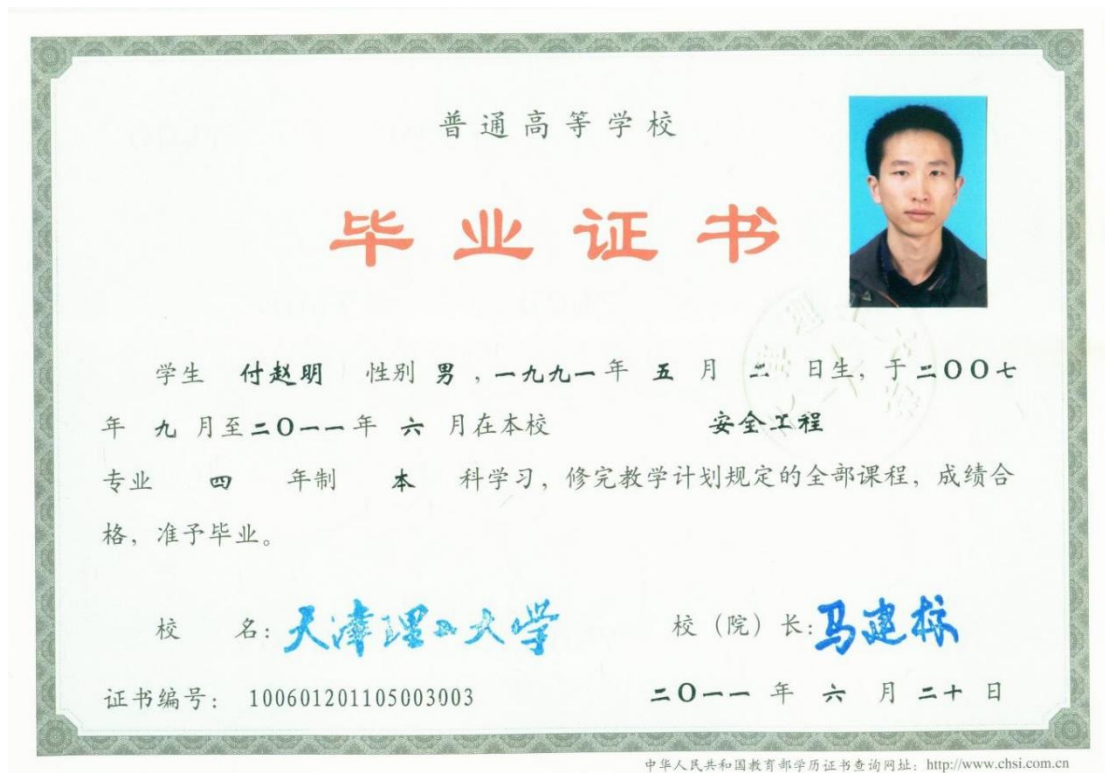 普通高等学校
毕业证书
学生 付赵明 性别 男，一九九一年 五 月 二 日生，于二〇〇七
年 九 月至二〇一一年 六 月在本校 安全工程
专业 四 年制 本 科学习，修完教学计划规定的全部课程，成绩合
格，准予毕业。
校 名：天津理工大学 校（院）长：马建标
证书编号： 100601201105003003 二〇一一 年 六 月 二十 日
中华人民共和国教育部学历证书查询网址：http://www.chsi.com.cn